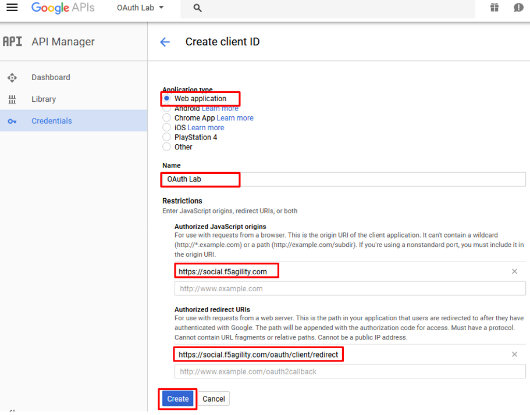 Google APIs
OAuth Lab
API
API Manager
Create client ID
Dashboard
Library
Credentials
Application type
Web application
Android Learn more
Chrome App Learn more
iOS Learn more
PlayStation 4
Other
Name
OAuth Lab
Restrictions
Enter JavaScript origins, redirect URIs, or both
Authorized JavaScript origins
For use with requests from a browser. This is the origin URI of the client application. It can't contain a wildcard
(http://*.example.com) or a path (http://example.com/subdir). If you're using a nonstandard port, you must include it in
the origin URI.
https://social.f5agility.com
http://www.example.com
Authorized redirect URIs
For use with requests from a web server. This is the path in your application that users are redirected to after they have
authenticated with Google. The path will be appended with the authorization code for access. Must have a protocol.
Cannot contain URL fragments or relative paths. Cannot be a public IP address.
https://social.f5agility.com/oauth/client/redirect
http://www.example.com/oauth2callback
Create
Cancel